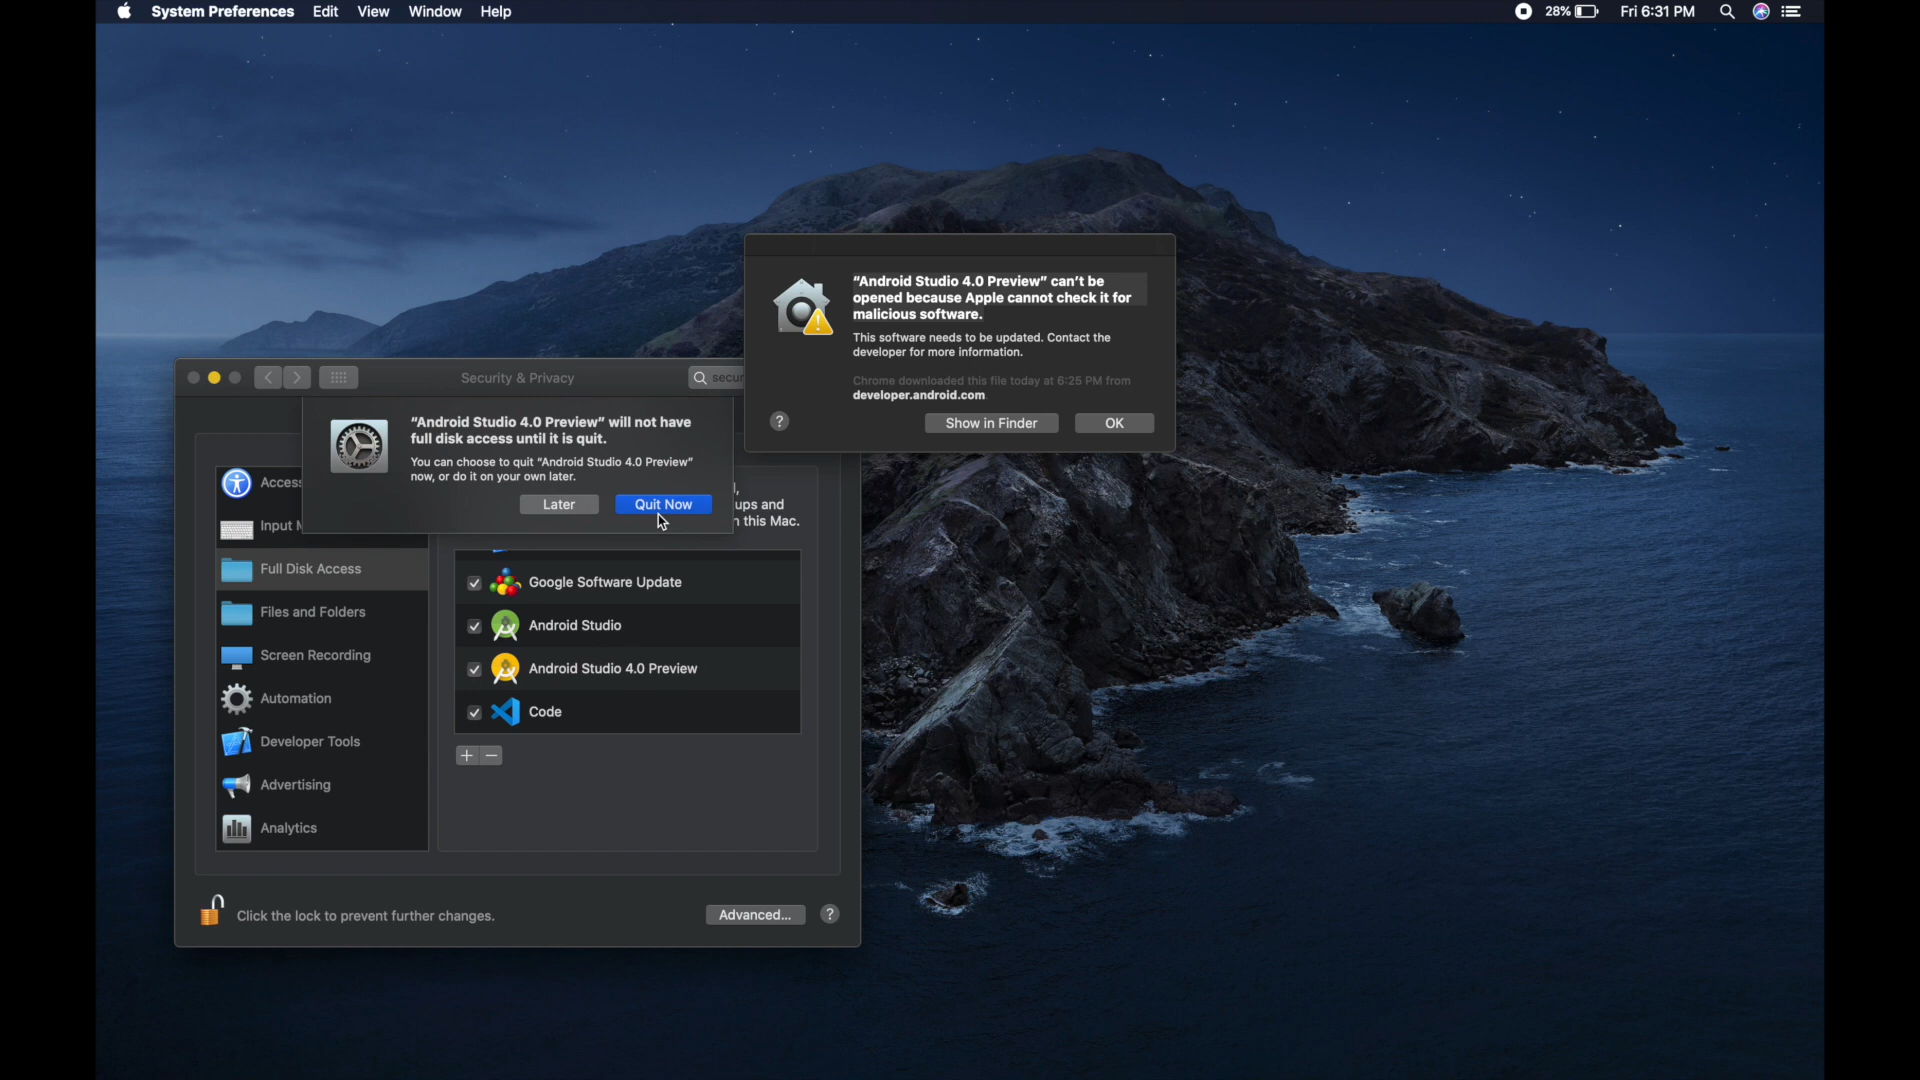 System Preferences Edit View Window Help
28% Fri 6:31 PM
“Android Studio 4.0 Preview” can’t be
opened because Apple cannot check it for
malicious software.
This software needs to be updated. Contact the
developer for more information.
Chrome downloaded this file today at 6:25 PM from
developer.android.com
? Show in Finder OK
Security & Privacy
secur
“Android Studio 4.0 Preview” will not have
full disk access until it is quit.
You can choose to quit “Android Studio 4.0 Preview”
now, or do it on your own later.
Later Quit Now
ups and
this Mac.
Access
Input M
Full Disk Access
Files and Folders
Screen Recording
Automation
Developer Tools
Advertising
Analytics
Google Software Update
Android Studio
Android Studio 4.0 Preview
Code
+ −
Click the lock to prevent further changes.
Advanced... ?